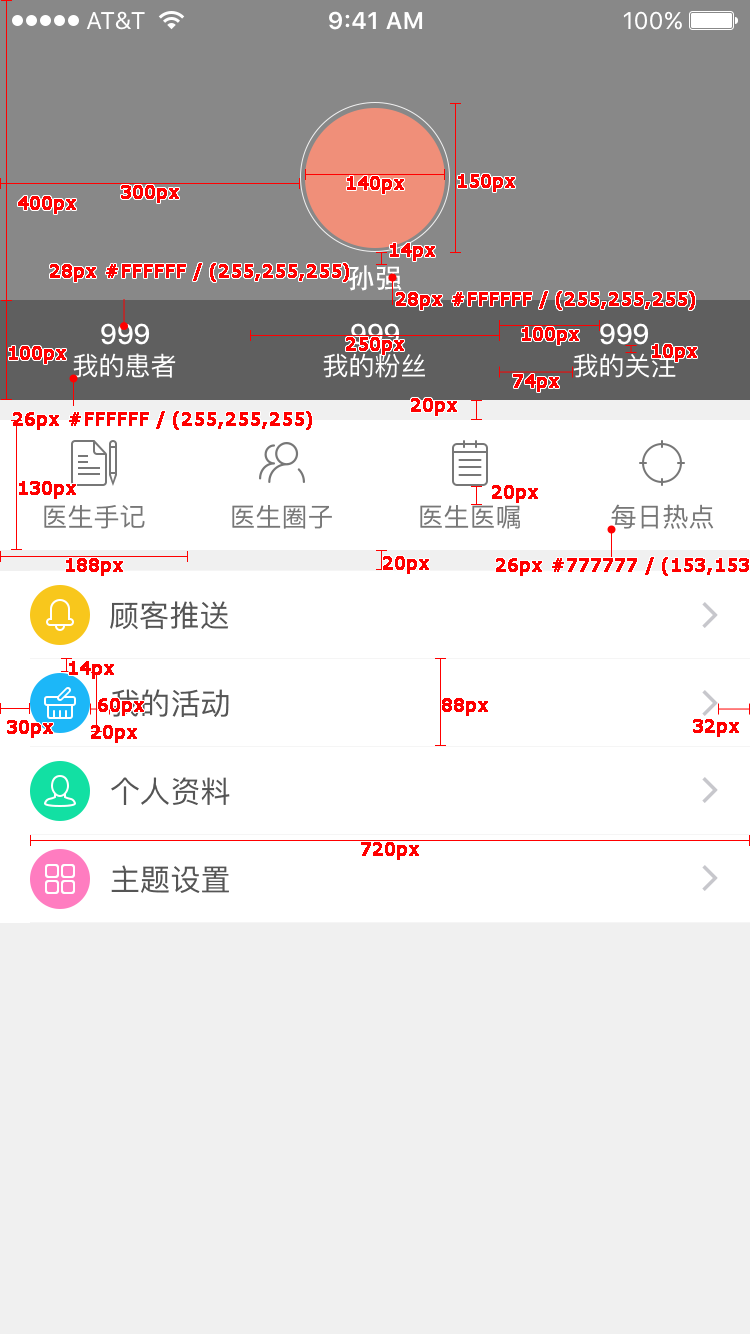 AT&T 9:41 AM 100%
140px
150px
300px
400px
14px
28px #FFFFFF / (255,255,255)
孙强
28px #FFFFFF / (255,255,255)
999 999 999
250px
100px
100px
10px
我的患者 我的粉丝 我的关注
74px
20px
26px #FFFFFF / (255,255,255)
130px
20px
医生手记 医生圈子 医生医嘱 每日热点
188px
20px
26px #777777 / (153,153
顾客推送
14px
我的活动
60px
88px
30px
20px
32px
个人资料
720px
主题设置